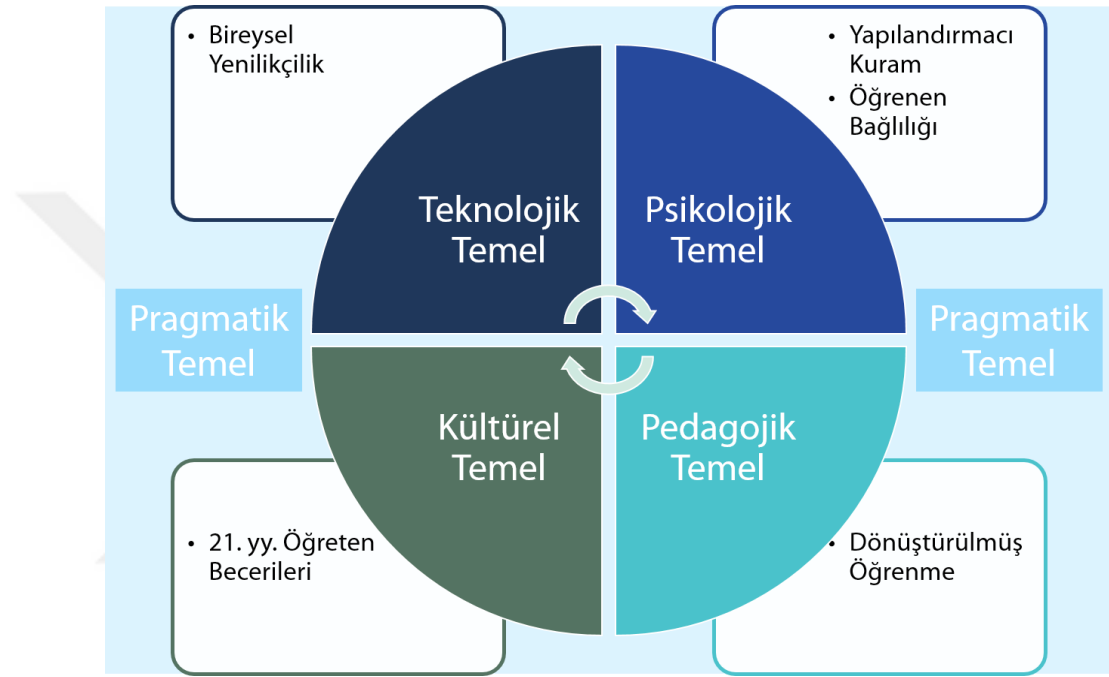 • Bireysel
Yenilikçilik
• Yapılandırmacı
Kuram
• Öğrenen
Bağlılığı
Teknolojik
Temel
Psikolojik
Temel
Pragmatik
Temel
Pragmatik
Temel
Kültürel
Temel
Pedagojik
Temel
• 21. yy. Öğreten
Becerileri
• Dönüştürülmüş
Öğrenme